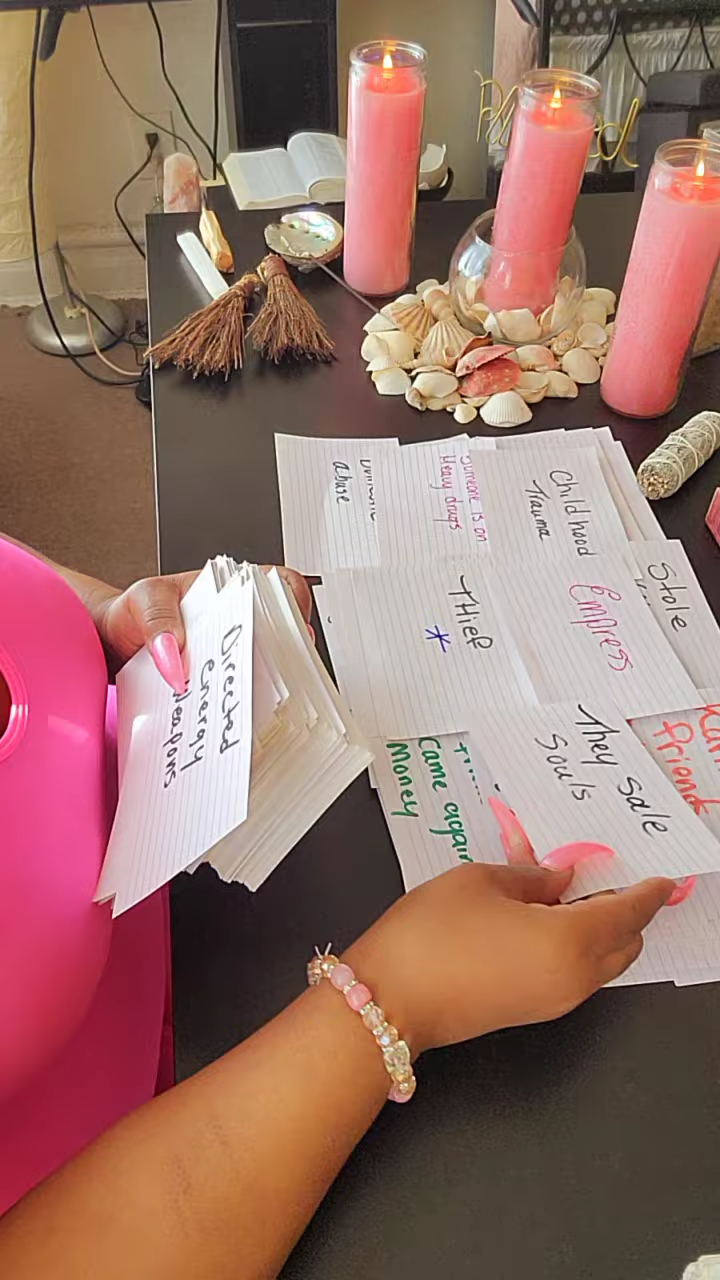 abuse
Someone is on
Heavy drugs
Childhood
Trauma
Stole
THief
*
Empress
Directed
energy
Weapons
They Sale
Souls
friend
Came again
Money